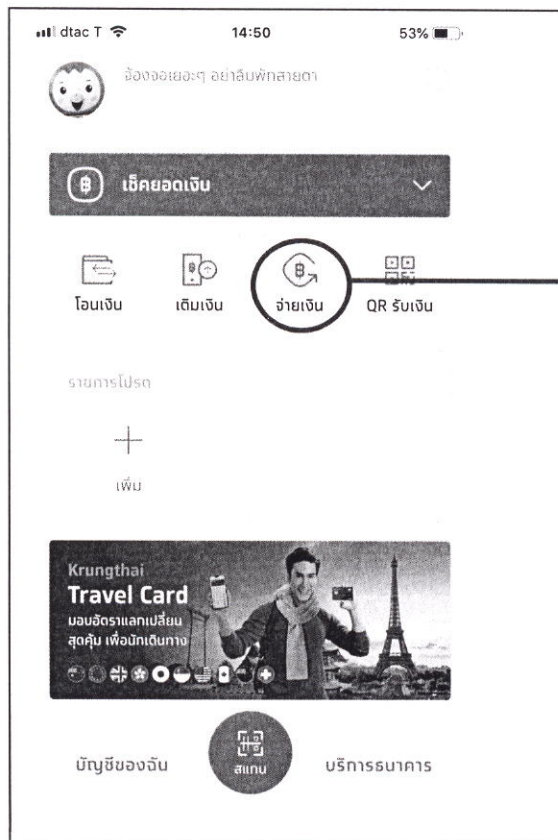 dtac T 14:50 53%
จ้องจอเยอะๆ อย่าลืมพักสายตา
฿ เช็คยอดเงิน
โอนเงิน เติมเงิน จ่ายเงิน QR รับเงิน
รายการโปรด
เพิ่ม
Krungthai
Travel Card
มอบอัตราแลกเปลี่ยน
สุดคุ้ม เพื่อนักเดินทาง
บัญชีของฉัน สแกน บริการธนาคาร